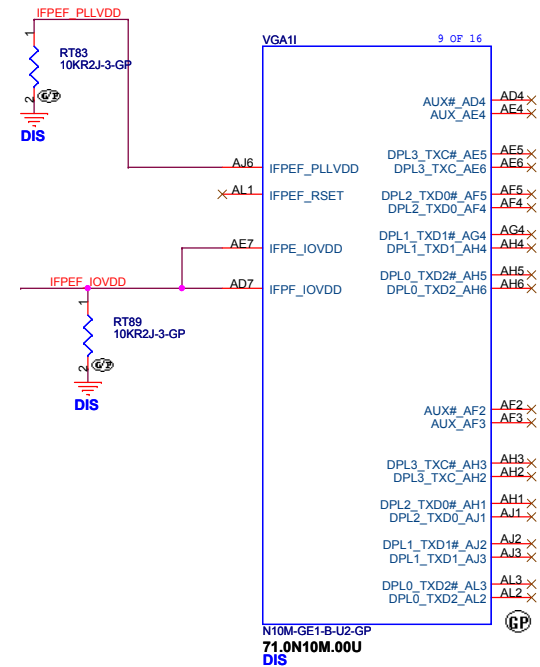 IFPEF_PLLVDD
1
RT83
10KR2J-3-GP
2
GP
DIS
VGA1I
9 OF 16
AJ6
IFPEF_PLLVDD
AL1
IFPEF_RSET
AE7
IFPE_IOVDD
IFPEF_IOVDD
AD7
IFPF_IOVDD
1
RT89
10KR2J-3-GP
2
GP
DIS
AUX#_AD4
AD4
AUX_AE4
AE4
DPL3_TXC#_AE5
AE5
DPL3_TXC_AE6
AE6
DPL2_TXD0#_AF5
AF5
DPL2_TXD0_AF4
AF4
DPL1_TXD1#_AG4
AG4
DPL1_TXD1_AH4
AH4
DPL0_TXD2#_AH5
AH5
DPL0_TXD2_AH6
AH6
AUX#_AF2
AF2
AUX_AF3
AF3
DPL3_TXC#_AH3
AH3
DPL3_TXC_AH2
AH2
DPL2_TXD0#_AH1
AH1
DPL2_TXD0_AJ1
AJ1
DPL1_TXD1#_AJ2
AJ2
DPL1_TXD1_AJ3
AJ3
DPL0_TXD2#_AL3
AL3
DPL0_TXD2_AL2
AL2
GP
N10M-GE1-B-U2-GP
71.0N10M.00U
DIS